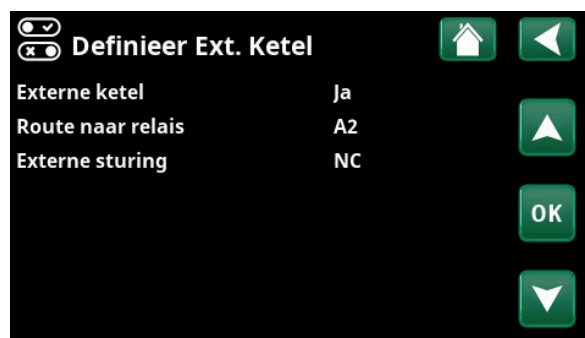 Definieer Ext. Ketel
Externe ketel Ja
Route naar relais A2
Externe sturing NC
OK